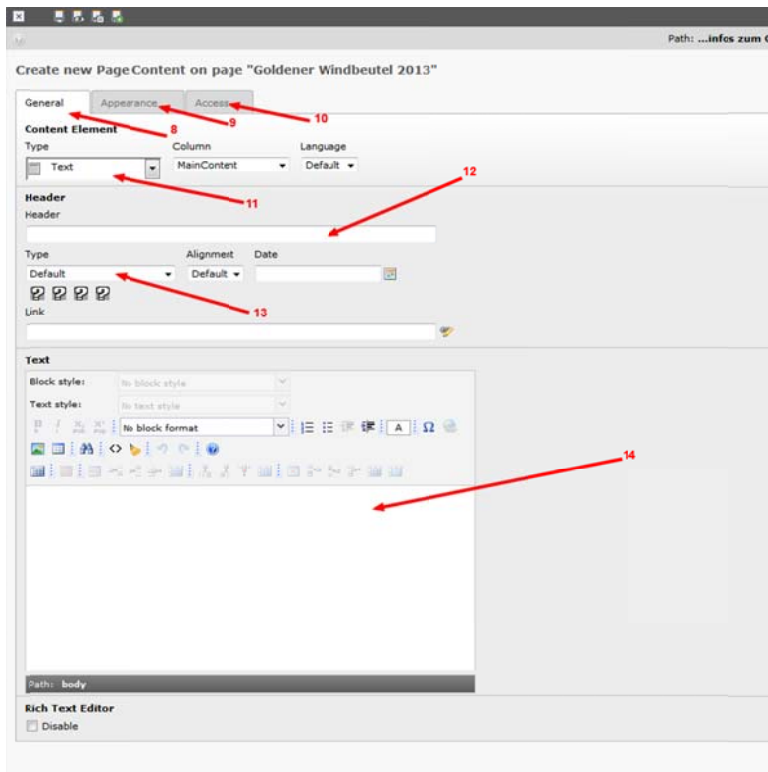 Path: ...infos zum
Create new PageContent on page "Goldener Windbeutel 2013"
General Appearance Access
8 9 10
Content Element
Type Column Language
Text MainContent Default
11 12
Header
Header
Type Alignment Date
Default Default
13
Link
Text
Block style: No block style
Text style: No text style
No block format A Ω
14
Path: body
Rich Text Editor
Disable